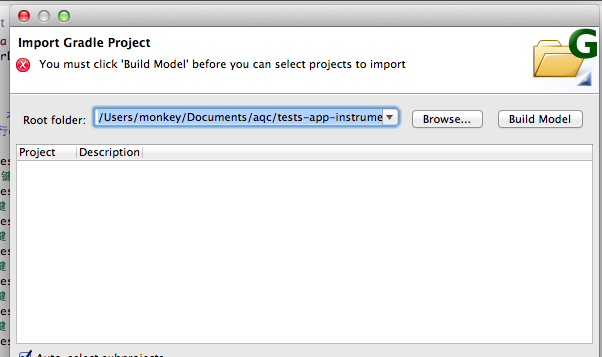 Import Gradle Project
You must click 'Build Model' before you can select projects to import
G
Root folder: /Users/monkey/Documents/aqc/tests-app-instrume Browse... Build Model
Project Description
Auto-select subprojects